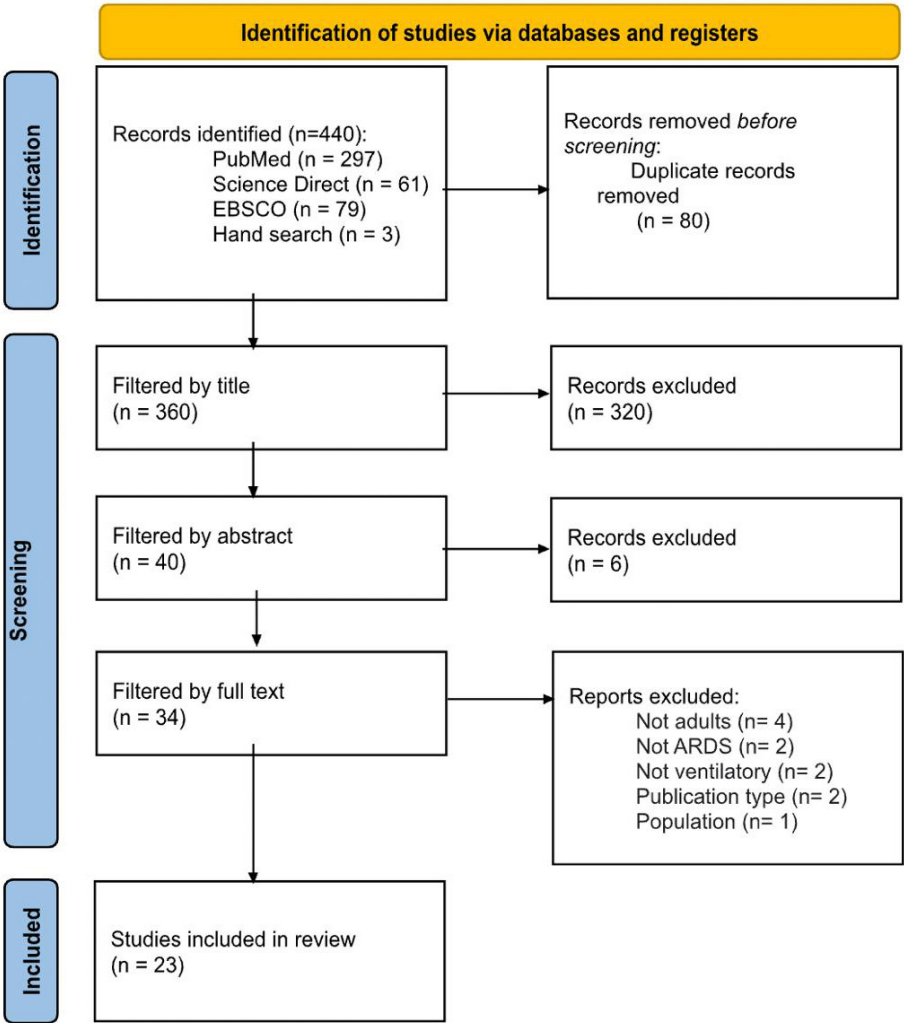 Identification of studies via databases and registers
Identification
Records identified (n=440):
PubMed (n = 297)
Science Direct (n = 61)
EBSCO (n = 79)
Hand search (n = 3)
Records removed before
screening:
Duplicate records
removed
(n = 80)
Screening
Filtered by title
(n = 360)
Records excluded
(n = 320)
Filtered by abstract
(n = 40)
Records excluded
(n = 6)
Filtered by full text
(n = 34)
Reports excluded:
Not adults (n= 4)
Not ARDS (n= 2)
Not ventilatory (n= 2)
Publication type (n= 2)
Population (n= 1)
Included
Studies included in review
(n = 23)